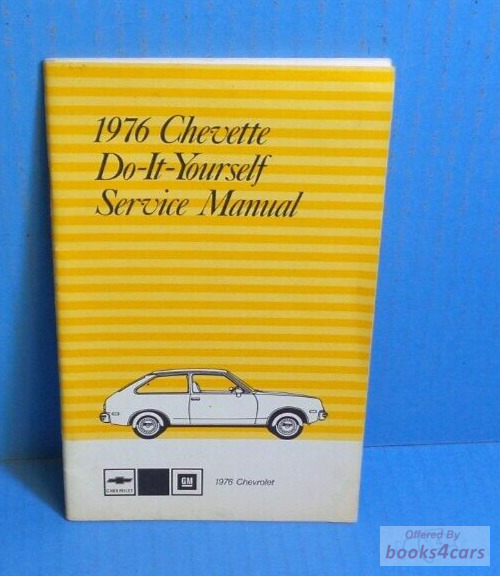 1976 Chevette
Do-It-Yourself
Service Manual
CHEVROLET
GM
1976 Chevrolet
Offered By
books4cars